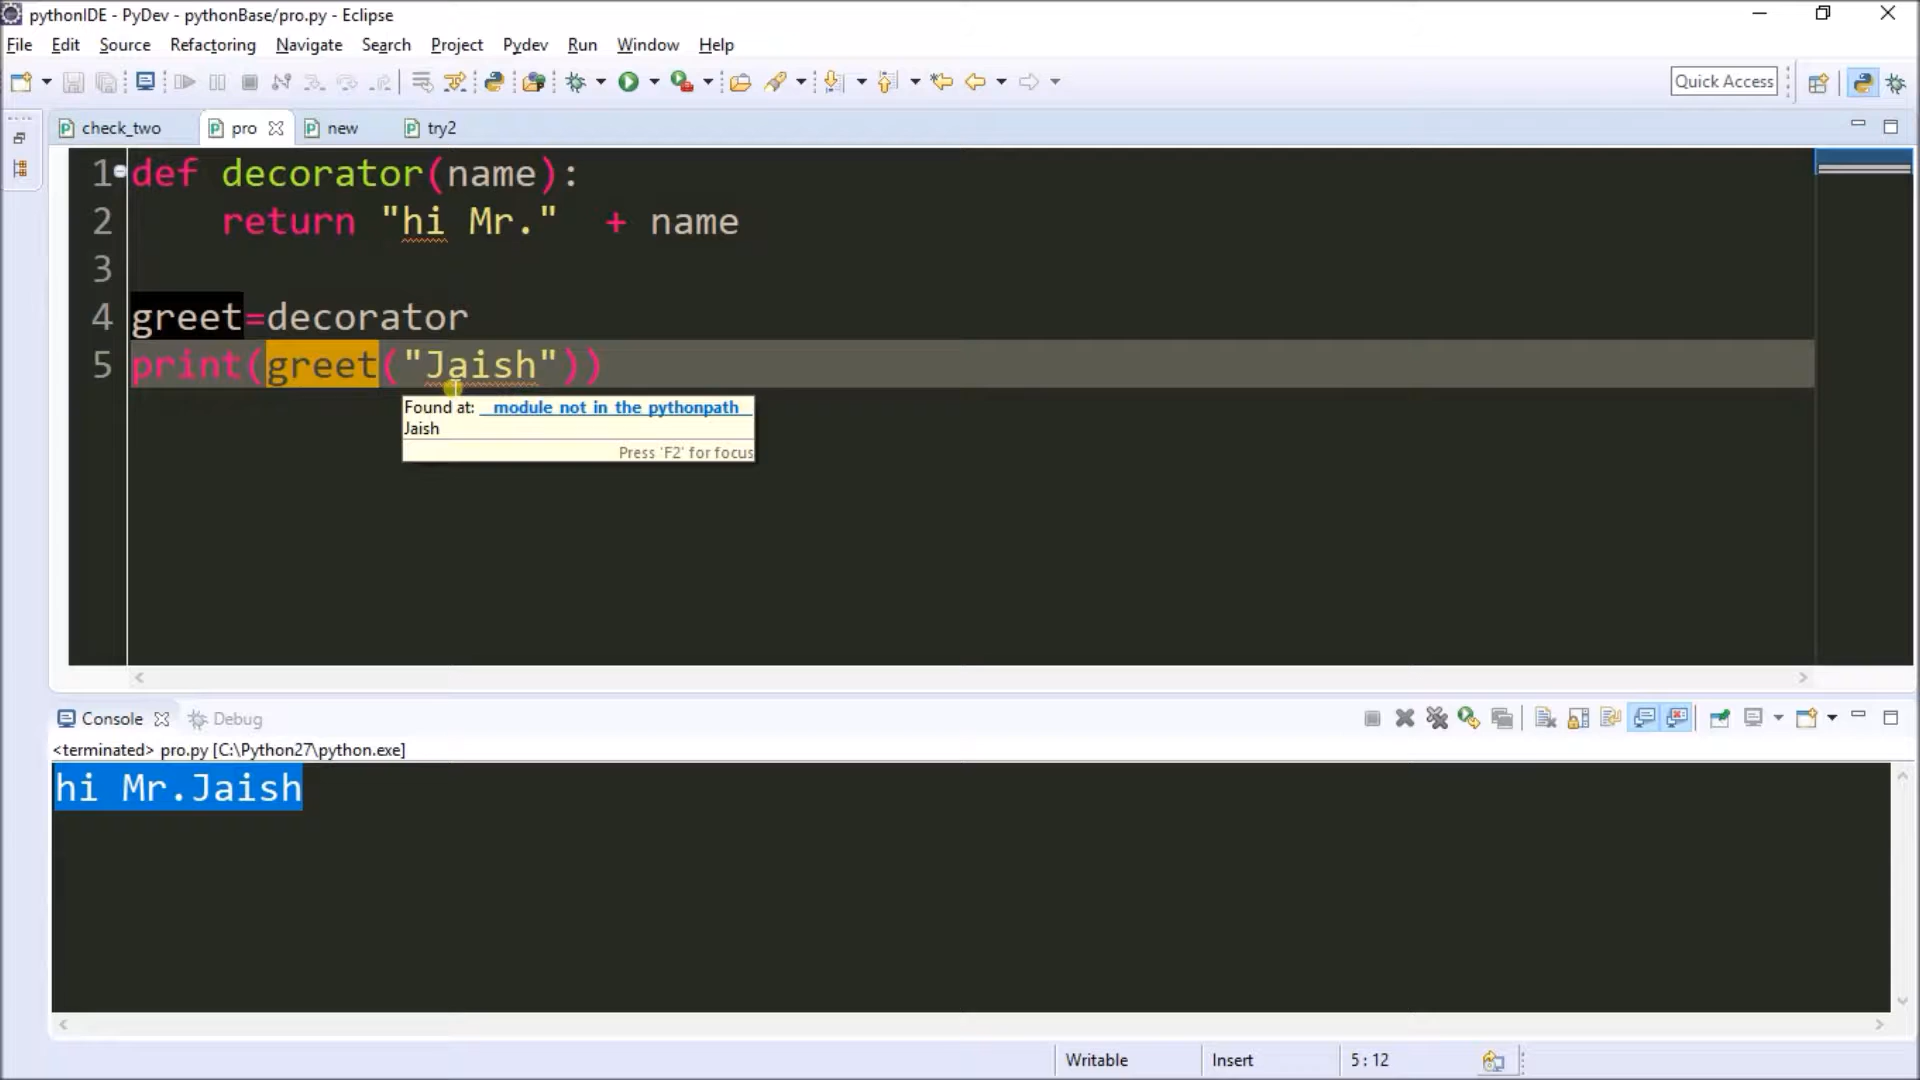 pythonIDE - PyDev - pythonBase/pro.py - Eclipse
File Edit Source Refactoring Navigate Search Project Pydev Run Window Help
Quick Access
check_two pro new try2
1 def decorator(name):
2 return "hi Mr." + name
3
4 greet=decorator
5 print(greet("Jaish"))
Found at: __module_not_in_the_pythonpath__
Jaish
Press 'F2' for focus
Console Debug
<terminated> pro.py [C:\Python27\python.exe]
hi Mr.Jaish
Writable Insert 5 : 12